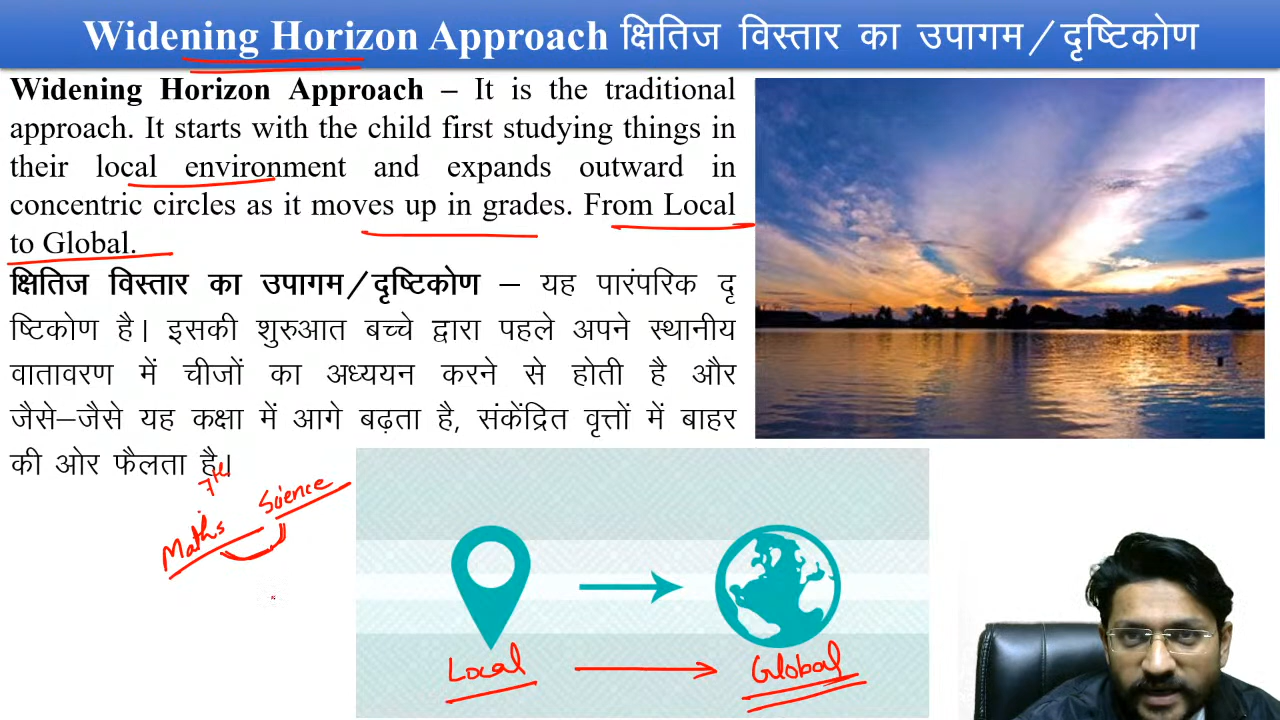 Widening Horizon Approach क्षितिज विस्तार का उपागम/दृष्टिकोण
Widening Horizon Approach – It is the traditional
approach. It starts with the child first studying things in
their local environment and expands outward in
concentric circles as it moves up in grades. From Local
to Global.
क्षितिज विस्तार का उपागम/दृष्टिकोण – यह पारंपरिक दृ
ष्टिकोण है। इसकी शुरुआत बच्चे द्वारा पहले अपने स्थानीय
वातावरण में चीजों का अध्ययन करने से होती है और
जैसे–जैसे यह कक्षा में आगे बढ़ता है, संकेंद्रित वृत्तों में बाहर
की ओर फैलता है।
7th
Maths Science
Local Global